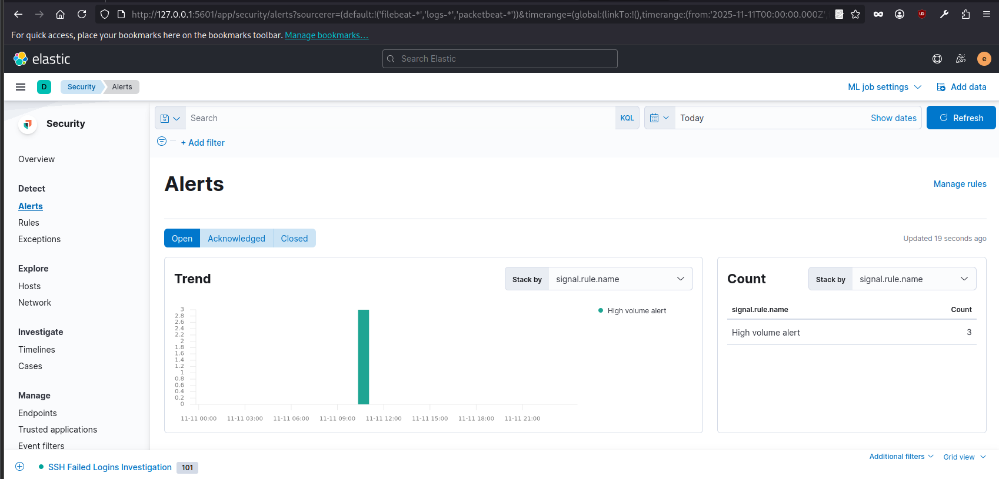 http://127.0.0.1:5601/app/security/alerts?sourcerer=(default:!('filebeat-*','logs-*','packetbeat-*'))&timerange=(global:(linkTo:!(),timerange:(from:'2025-11-11T00:00:00.000Z',
For quick access, place your bookmarks here on the bookmarks toolbar. Manage bookmarks...
elastic
Search Elastic
e
D
Security
Alerts
ML job settings
Add data
Security
Search
KQL
Today
Show dates
Refresh
+ Add filter
Overview
Detect
Alerts
Rules
Exceptions
Explore
Hosts
Network
Investigate
Timelines
Cases
Manage
Endpoints
Trusted applications
Event filters
Alerts
Manage rules
Open
Acknowledged
Closed
Updated 19 seconds ago
Trend
Stack by
signal.rule.name
3
2.8
2.6
2.4
2.2
2
1.8
1.6
1.4
1.2
1
0.8
0.6
0.4
0.2
0
11-11 00:00
11-11 03:00
11-11 06:00
11-11 09:00
11-11 12:00
11-11 15:00
11-11 18:00
11-11 21:00
High volume alert
Count
Stack by
signal.rule.name
signal.rule.name Count
High volume alert 3
Additional filters
Grid view
SSH Failed Logins Investigation 101